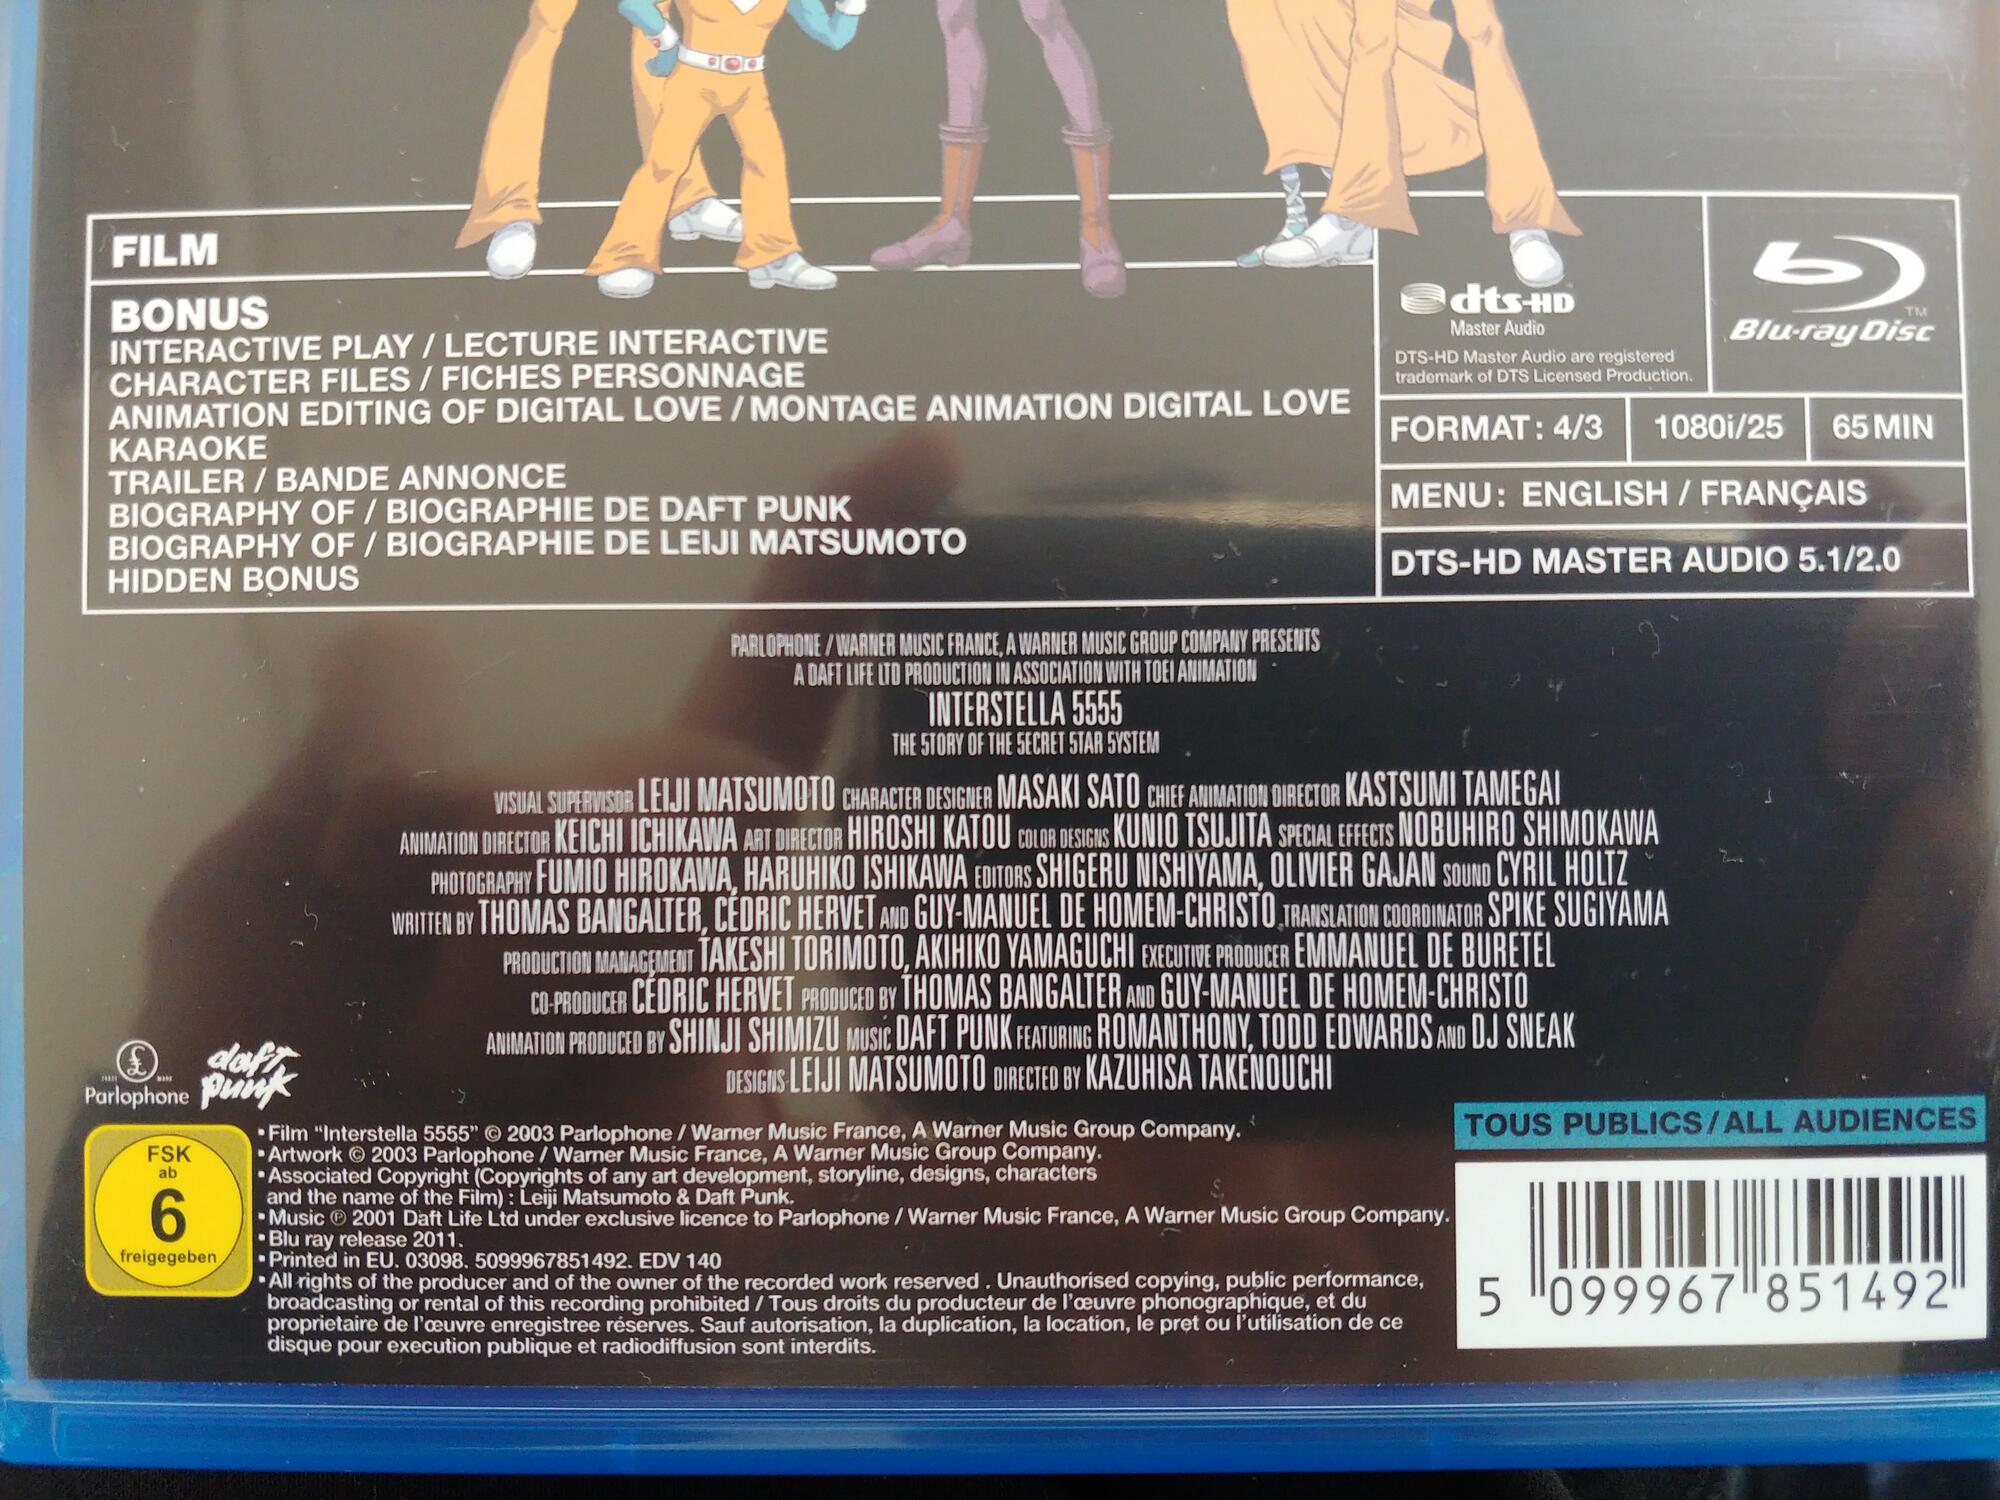 FILM
BONUS
INTERACTIVE PLAY / LECTURE INTERACTIVE
CHARACTER FILES / FICHES PERSONNAGE
ANIMATION EDITING OF DIGITAL LOVE / MONTAGE ANIMATION DIGITAL LOVE
KARAOKE
TRAILER / BANDE ANNONCE
BIOGRAPHY OF / BIOGRAPHIE DE DAFT PUNK
BIOGRAPHY OF / BIOGRAPHIE DE LEIJI MATSUMOTO
HIDDEN BONUS
dts-HD
Master Audio
DTS-HD Master Audio are registered
trademark of DTS Licensed Production.
Blu-ray Disc™
FORMAT : 4/3
1080i/25
65 MIN
MENU : ENGLISH / FRANÇAIS
DTS-HD MASTER AUDIO 5.1/2.0
PARLOPHONE / WARNER MUSIC FRANCE, A WARNER MUSIC GROUP COMPANY PRESENTS
A DAFT LIFE LTD PRODUCTION IN ASSOCIATION WITH TOEI ANIMATION
INTERSTELLA 5555
THE 5TORY OF THE 5ECRET 5TAR 5YSTEM
VISUAL SUPERVISOR LEIJI MATSUMOTO CHARACTER DESIGNER MASAKI SATO CHIEF ANIMATION DIRECTOR KASTSUMI TAMEGAI
ANIMATION DIRECTOR KEICHI ICHIKAWA ART DIRECTOR HIROSHI KATOU COLOR DESIGNS KUNIO TSUJITA SPECIAL EFFECTS NOBUHIRO SHIMOKAWA
PHOTOGRAPHY FUMIO HIROKAWA, HARUHIKO ISHIKAWA EDITORS SHIGERU NISHIYAMA, OLIVIER GAJAN SOUND CYRIL HOLTZ
WRITTEN BY THOMAS BANGALTER, CÉDRIC HERVET AND GUY-MANUEL DE HOMEM-CHRISTO TRANSLATION COORDINATOR SPIKE SUGIYAMA
PRODUCTION MANAGEMENT TAKESHI TORIMOTO, AKIHIKO YAMAGUCHI EXECUTIVE PRODUCER EMMANUEL DE BURETEL
CO-PRODUCER CÉDRIC HERVET PRODUCED BY THOMAS BANGALTER AND GUY-MANUEL DE HOMEM-CHRISTO
ANIMATION PRODUCED BY SHINJI SHIMIZU MUSIC DAFT PUNK FEATURING ROMANTHONY, TODD EDWARDS AND DJ SNEAK
DESIGNS LEIJI MATSUMOTO DIRECTED BY KAZUHISA TAKENOUCHI
£
TRADE MARK
Parlophone
daft
punk
FSK
ab
6
freigegeben
▪ Film "Interstella 5555" © 2003 Parlophone / Warner Music France, A Warner Music Group Company.
▪ Artwork © 2003 Parlophone / Warner Music France, A Warner Music Group Company.
▪ Associated Copyright (Copyrights of any art development, storyline, designs, characters
and the name of the Film) : Leiji Matsumoto & Daft Punk.
▪ Music ℗ 2001 Daft Life Ltd under exclusive licence to Parlophone / Warner Music France, A Warner Music Group Company.
▪ Blu ray release 2011.
▪ Printed in EU. 03098. 5099967851492. EDV 140
▪ All rights of the producer and of the owner of the recorded work reserved . Unauthorised copying, public performance,
broadcasting or rental of this recording prohibited / Tous droits du producteur de l'œuvre phonographique, et du
proprietaire de l'œuvre enregistree réserves. Sauf autorisation, la duplication, la location, le pret ou l'utilisation de ce
disque pour execution publique et radiodiffusion sont interdits.
TOUS PUBLICS / ALL AUDIENCES
5 099967 851492